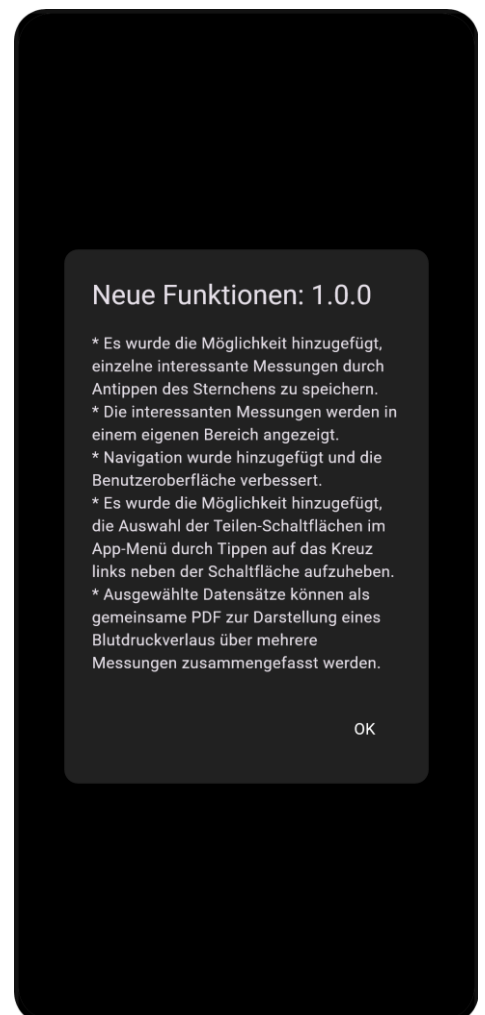 Neue Funktionen: 1.0.0
* Es wurde die Möglichkeit hinzugefügt,
einzelne interessante Messungen durch
Antippen des Sternchens zu speichern.
* Die interessanten Messungen werden in
einem eigenen Bereich angezeigt.
* Navigation wurde hinzugefügt und die
Benutzeroberfläche verbessert.
* Es wurde die Möglichkeit hinzugefügt,
die Auswahl der Teilen-Schaltflächen im
App-Menü durch Tippen auf das Kreuz
links neben der Schaltfläche aufzuheben.
* Ausgewählte Datensätze können als
gemeinsame PDF zur Darstellung eines
Blutdruckverlaus über mehrere
Messungen zusammengefasst werden.
OK